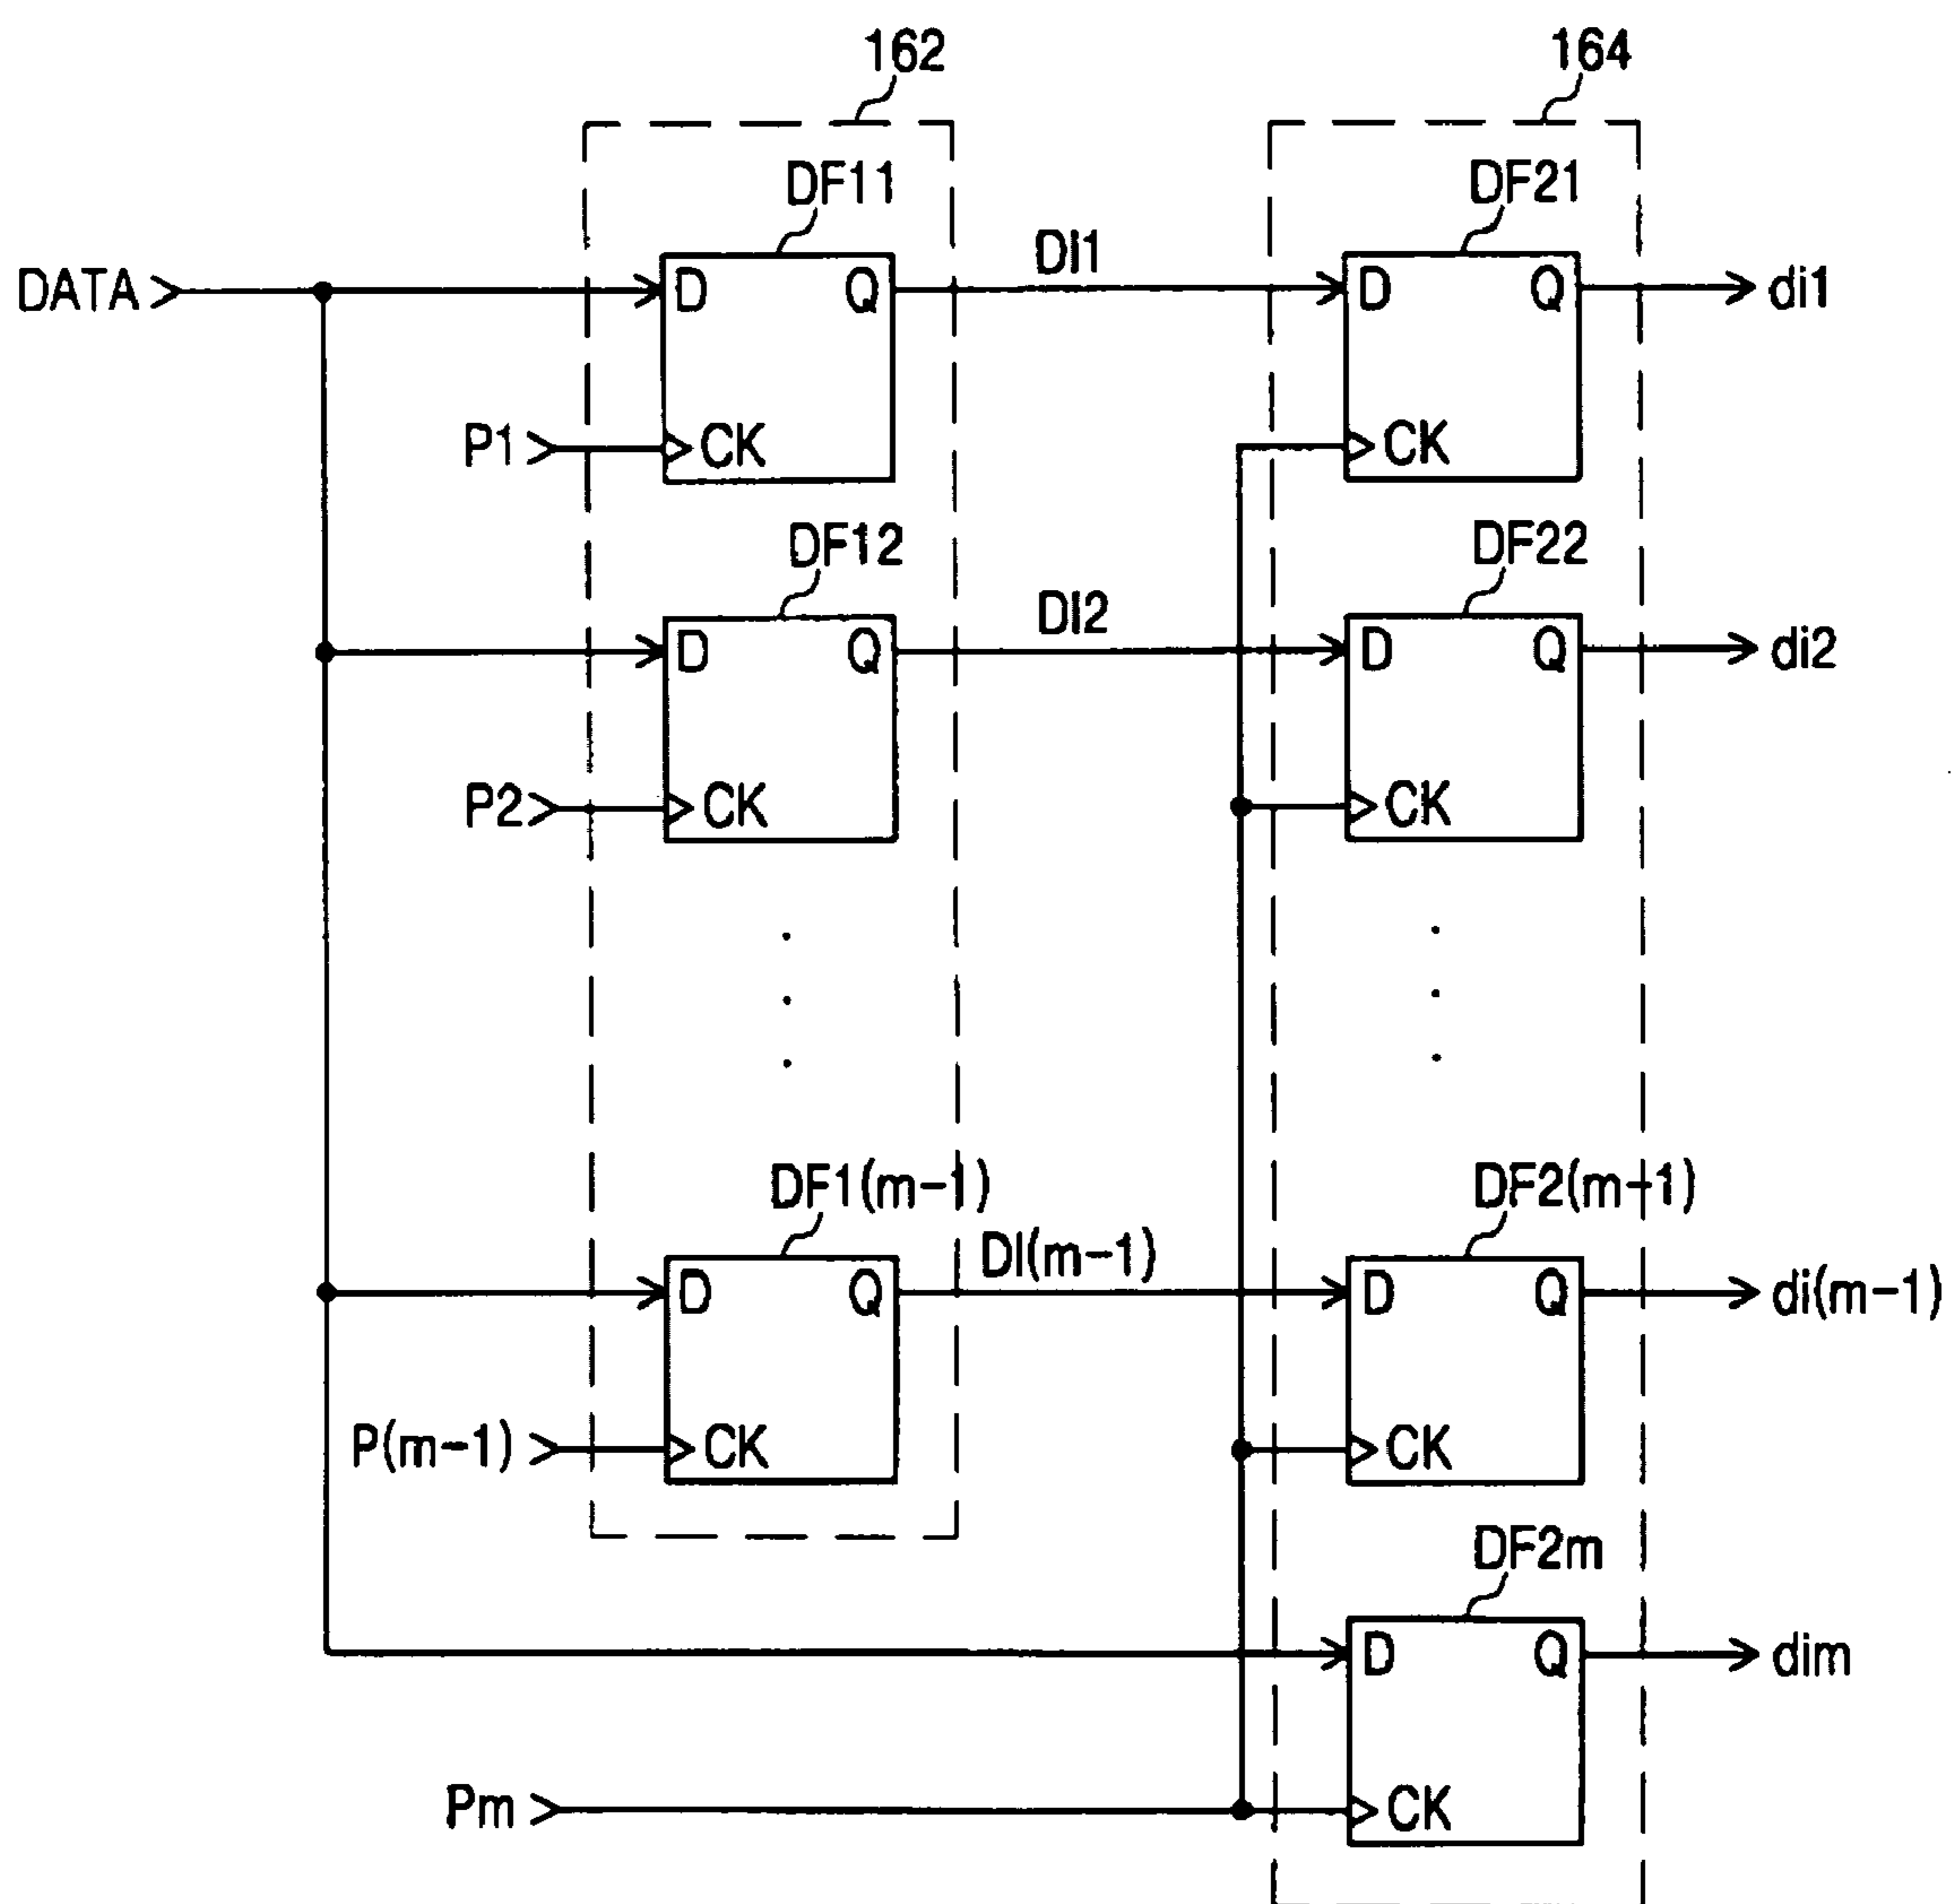 162
164
DF11
DF21
DATA
D
Q
DI1
D
Q
di1
P1
CK
CK
DF12
DF22
D
Q
DI2
D
Q
di2
P2
CK
CK
DF1(m-1)
DF2(m-1)
D
Q
DI(m-1)
D
Q
di(m-1)
P(m-1)
CK
CK
DF2m
D
Q
dim
Pm
CK